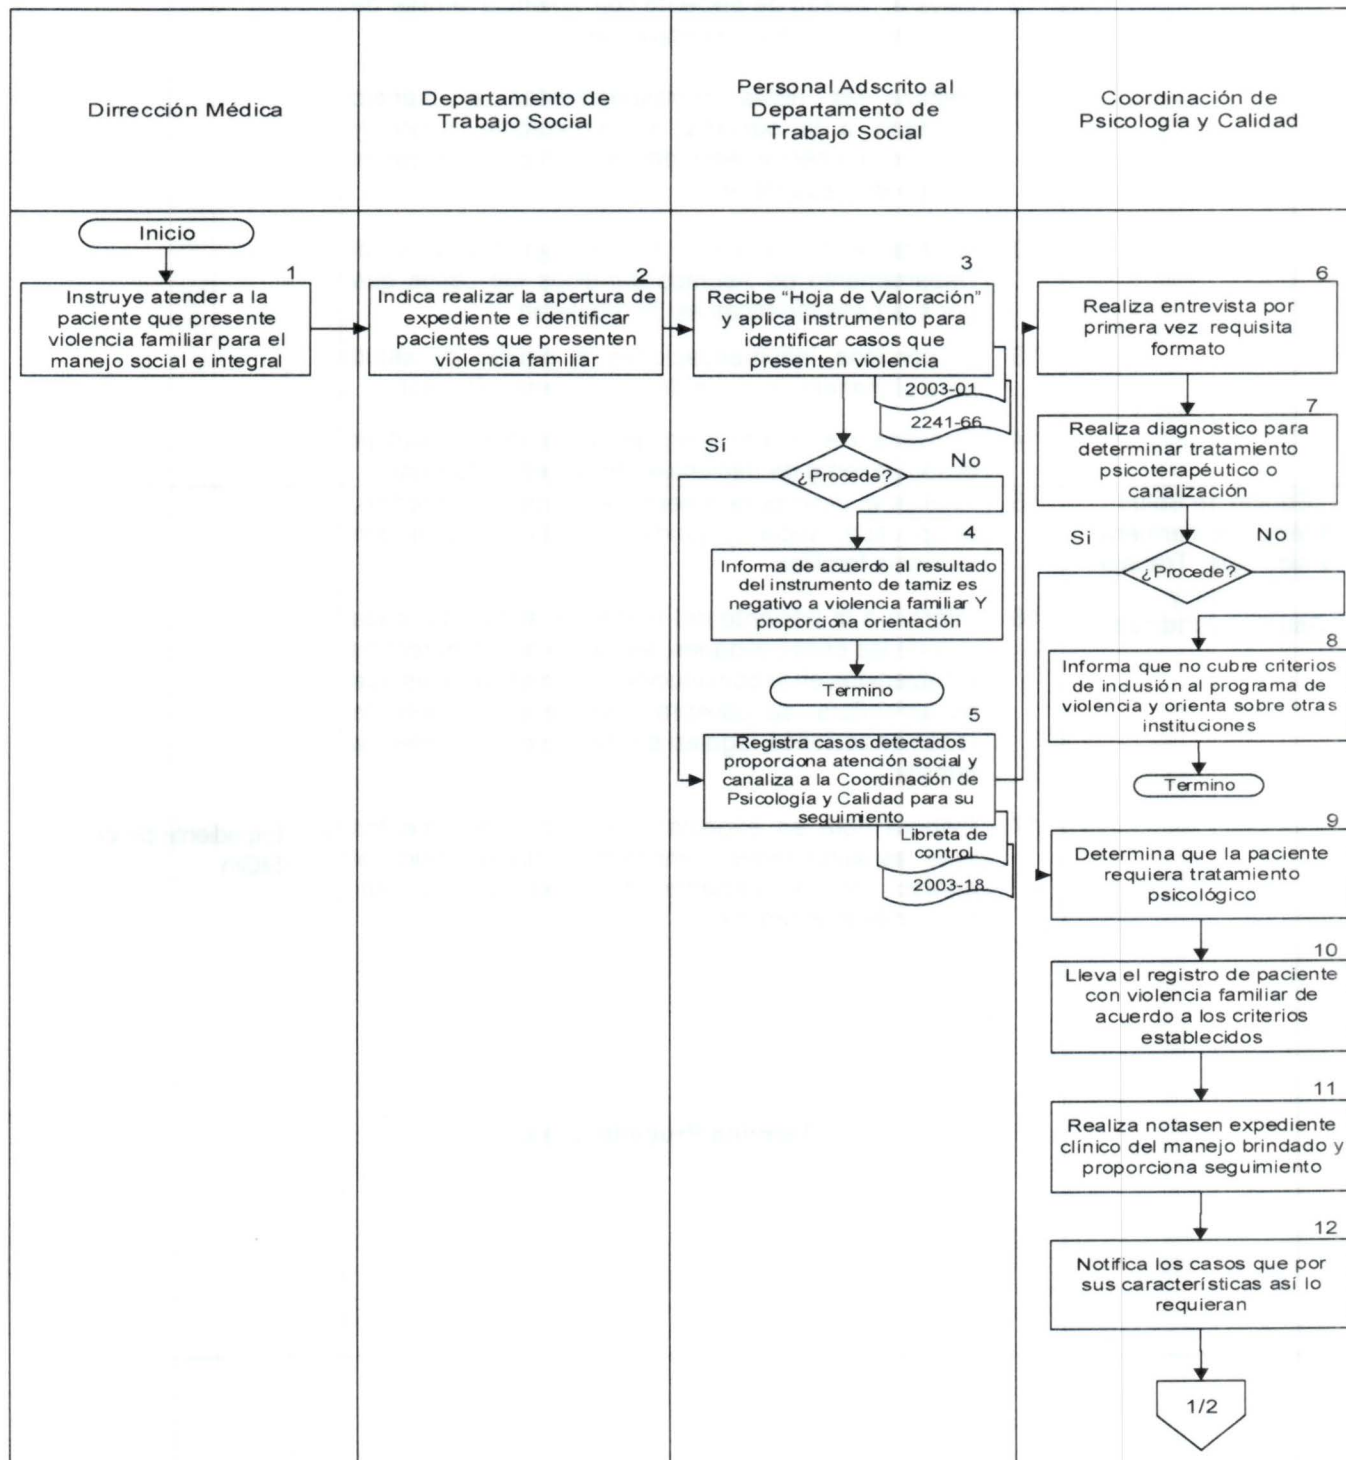 Dirrección Médica
Departamento de
Trabajo Social
Personal Adscrito al
Departamento de
Trabajo Social
Coordinación de
Psicología y Calidad
Inicio
1
Instruye atender a la
paciente que presente
violencia familiar para el
manejo social e integral
2
Indica realizar la apertura de
expediente e identificar
pacientes que presenten
violencia familiar
3
Recibe “Hoja de Valoración”
y aplica instrumento para
identificar casos que
presenten violencia
2003-01
2241-66
Sí
¿Procede?
No
4
Informa de acuerdo al resultado
del instrumento de tamiz es
negativo a violencia familiar Y
proporciona orientación
Termino
5
Registra casos detectados
proporciona atención social y
canaliza a la Coordinación de
Psicología y Calidad para su
seguimiento
Libreta de
control
2003-18
6
Realiza entrevista por
primera vez requisita
formato
7
Realiza diagnostico para
determinar tratamiento
psicoterapéutico o
canalización
Si
¿Procede?
No
8
Informa que no cubre criterios
de inclusión al programa de
violencia y orienta sobre otras
instituciones
Termino
9
Determina que la paciente
requiera tratamiento
psicológico
10
Lleva el registro de paciente
con violencia familiar de
acuerdo a los criterios
establecidos
11
Realiza notasen expediente
clínico del manejo brindado y
proporciona seguimiento
12
Notifica los casos que por
sus características así lo
requieran
1/2